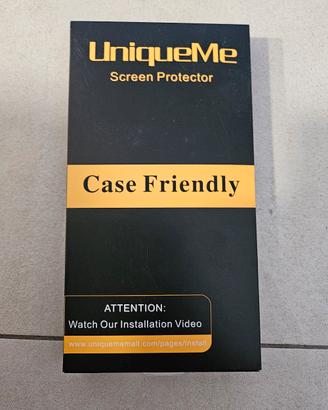 UniqueMe
Screen Protector
Case Friendly
ATTENTION:
Watch Our Installation Video
www.uniquememall.com/pages/install